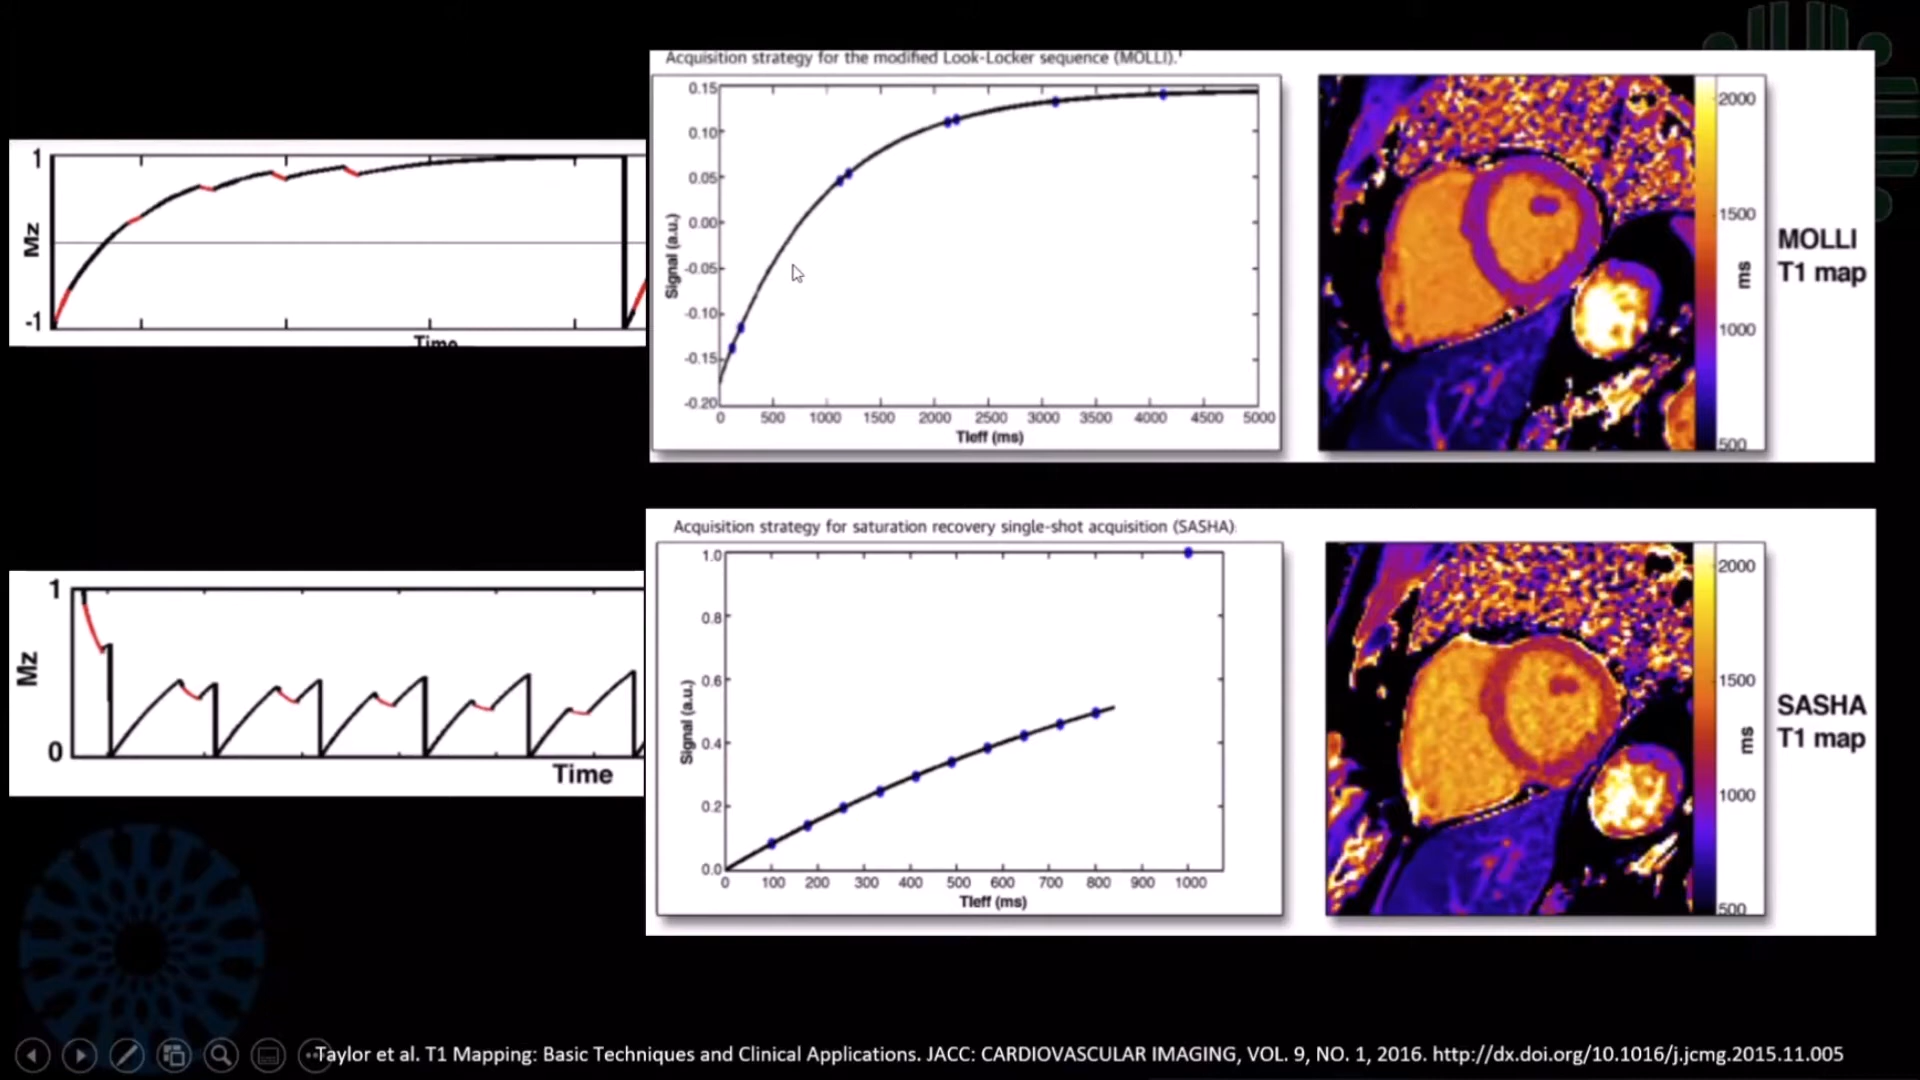 Acquisition strategy for the modified Look-Locker sequence (MOLLI).¹
1
Mz
-1
Time
0.15
0.10
0.05
0.00
-0.05
-0.10
-0.15
-0.20
Signal (a.u.)
0 500 1000 1500 2000 2500 3000 3500 4000 4500 5000
TIeff (ms)
2000
1500
1000
500
ms
MOLLI
T1 map
Acquisition strategy for saturation recovery single-shot acquisition (SASHA)
1
Mz
0
Time
1.0
0.8
0.6
0.4
0.2
0.0
Signal (a.u.)
0 100 200 300 400 500 600 700 800 900 1000
TIeff (ms)
2000
1500
1000
500
ms
SASHA
T1 map
Taylor et al. T1 Mapping: Basic Techniques and Clinical Applications. JACC: CARDIOVASCULAR IMAGING, VOL. 9, NO. 1, 2016. http://dx.doi.org/10.1016/j.jcmg.2015.11.005